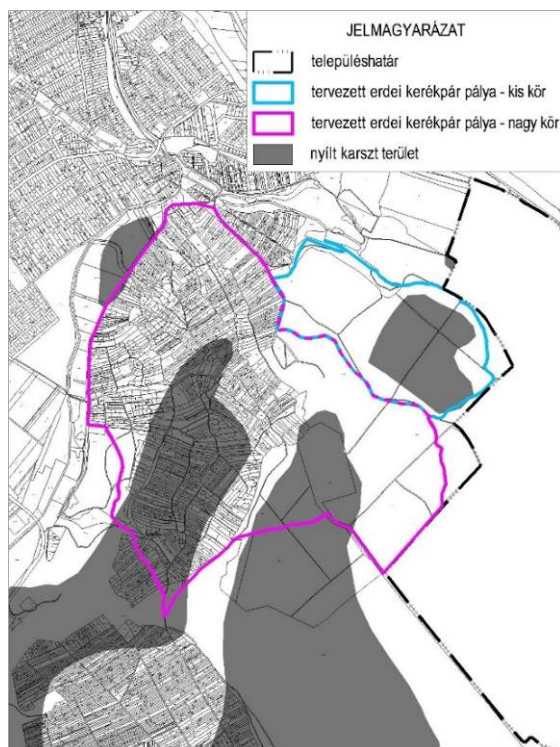 JELMAGYARÁZAT
településhatár
tervezett erdei kerékpár pálya - kis kör
tervezett erdei kerékpár pálya - nagy kör
nyílt karszt terület